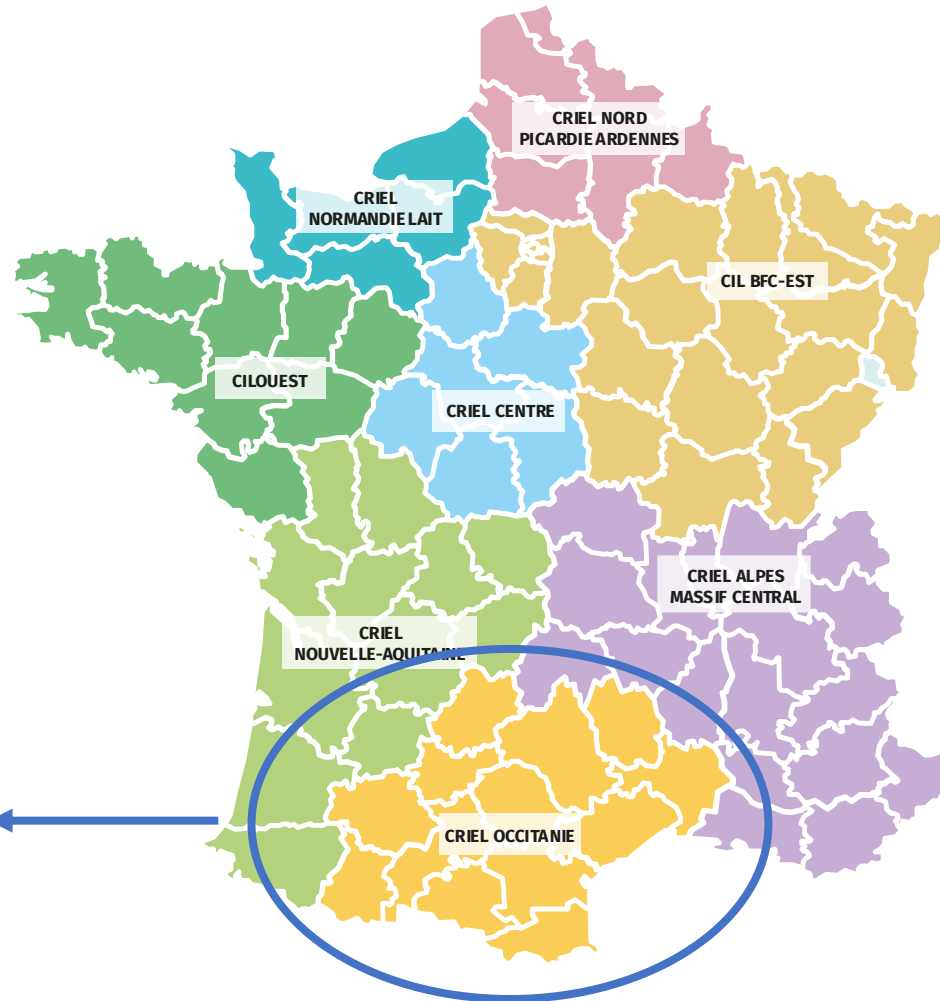 CRIEL NORD
PICARDIE ARDENNES
CRIEL
NORMANDIE LAIT
CIL BFC-EST
CILOUEST
CRIEL CENTRE
CRIEL ALPES
MASSIF CENTRAL
CRIEL
NOUVELLE-AQUITAINE
CRIEL OCCITANIE